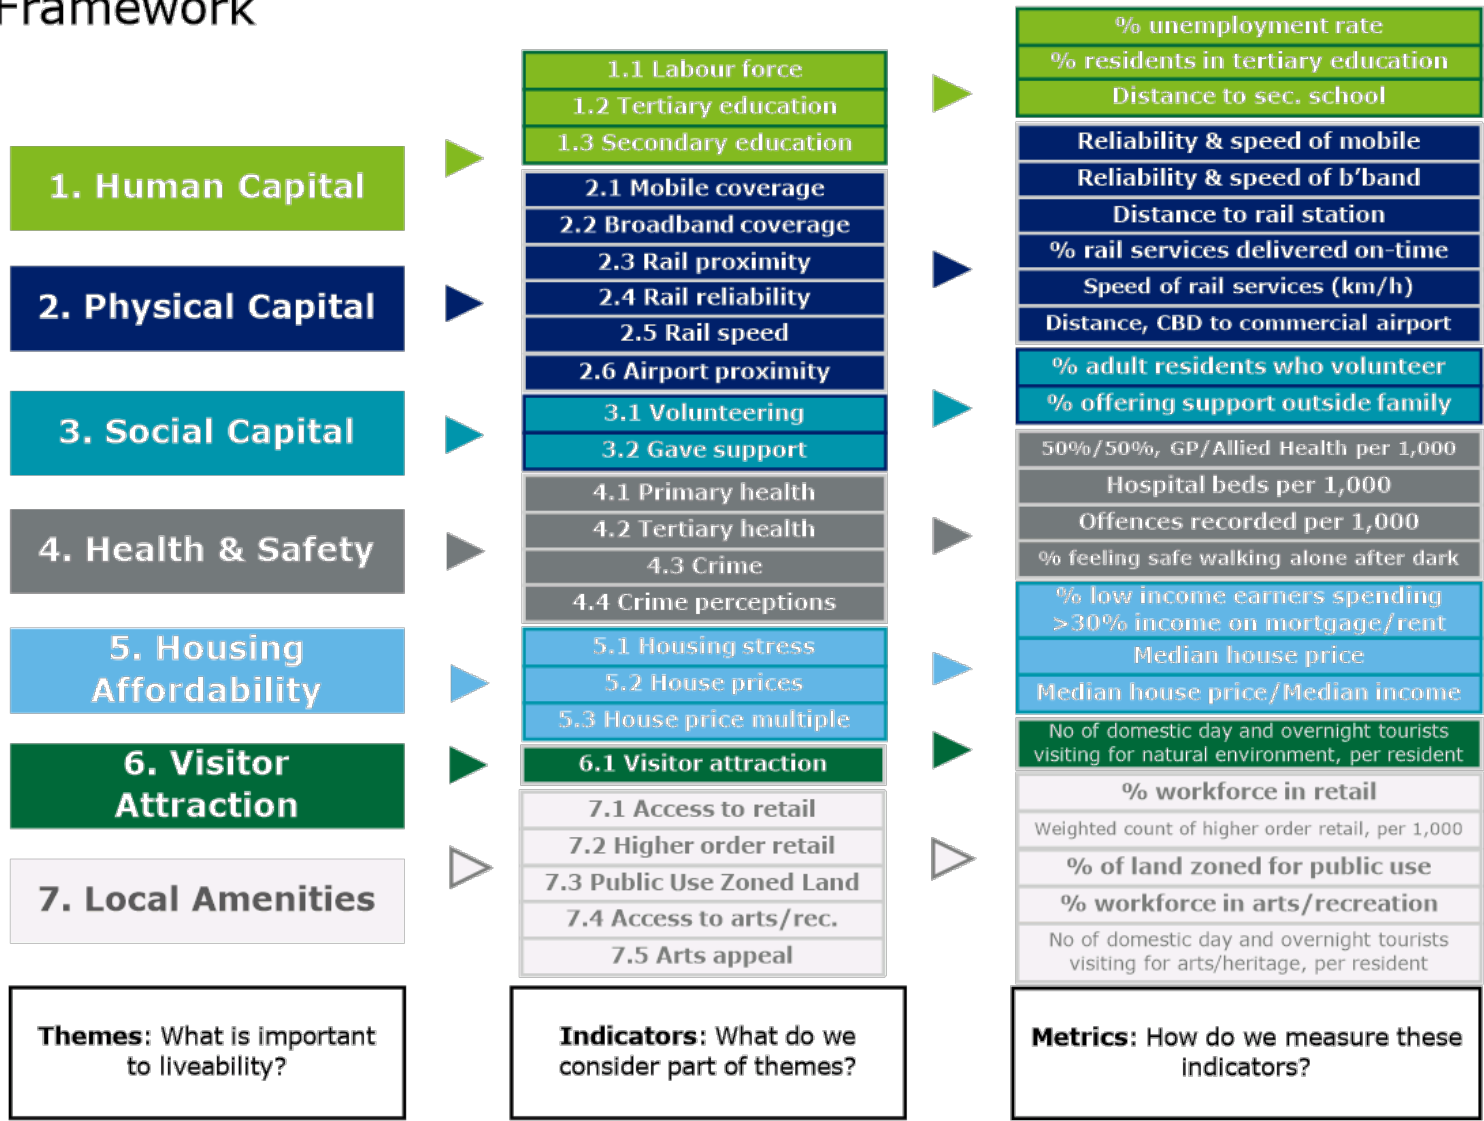 Framework
1. Human Capital
2. Physical Capital
3. Social Capital
4. Health & Safety
5. Housing
Affordability
6. Visitor
Attraction
7. Local Amenities
Themes: What is important
to liveability?
1.1 Labour force
1.2 Tertiary education
1.3 Secondary education
2.1 Mobile coverage
2.2 Broadband coverage
2.3 Rail proximity
2.4 Rail reliability
2.5 Rail speed
2.6 Airport proximity
3.1 Volunteering
3.2 Gave support
4.1 Primary health
4.2 Tertiary health
4.3 Crime
4.4 Crime perceptions
5.1 Housing stress
5.2 House prices
5.3 House price multiple
6.1 Visitor attraction
7.1 Access to retail
7.2 Higher order retail
7.3 Public Use Zoned Land
7.4 Access to arts/rec.
7.5 Arts appeal
Indicators: What do we
consider part of themes?
% unemployment rate
% residents in tertiary education
Distance to sec. school
Reliability & speed of mobile
Reliability & speed of b’band
Distance to rail station
% rail services delivered on-time
Speed of rail services (km/h)
Distance, CBD to commercial airport
% adult residents who volunteer
% offering support outside family
50%/50%, GP/Allied Health per 1,000
Hospital beds per 1,000
Offences recorded per 1,000
% feeling safe walking alone after dark
% low income earners spending
>30% income on mortgage/rent
Median house price
Median house price/Median income
No of domestic day and overnight tourists
visiting for natural environment, per resident
% workforce in retail
Weighted count of higher order retail, per 1,000
% of land zoned for public use
% workforce in arts/recreation
No of domestic day and overnight tourists
visiting for arts/heritage, per resident
Metrics: How do we measure these
indicators?